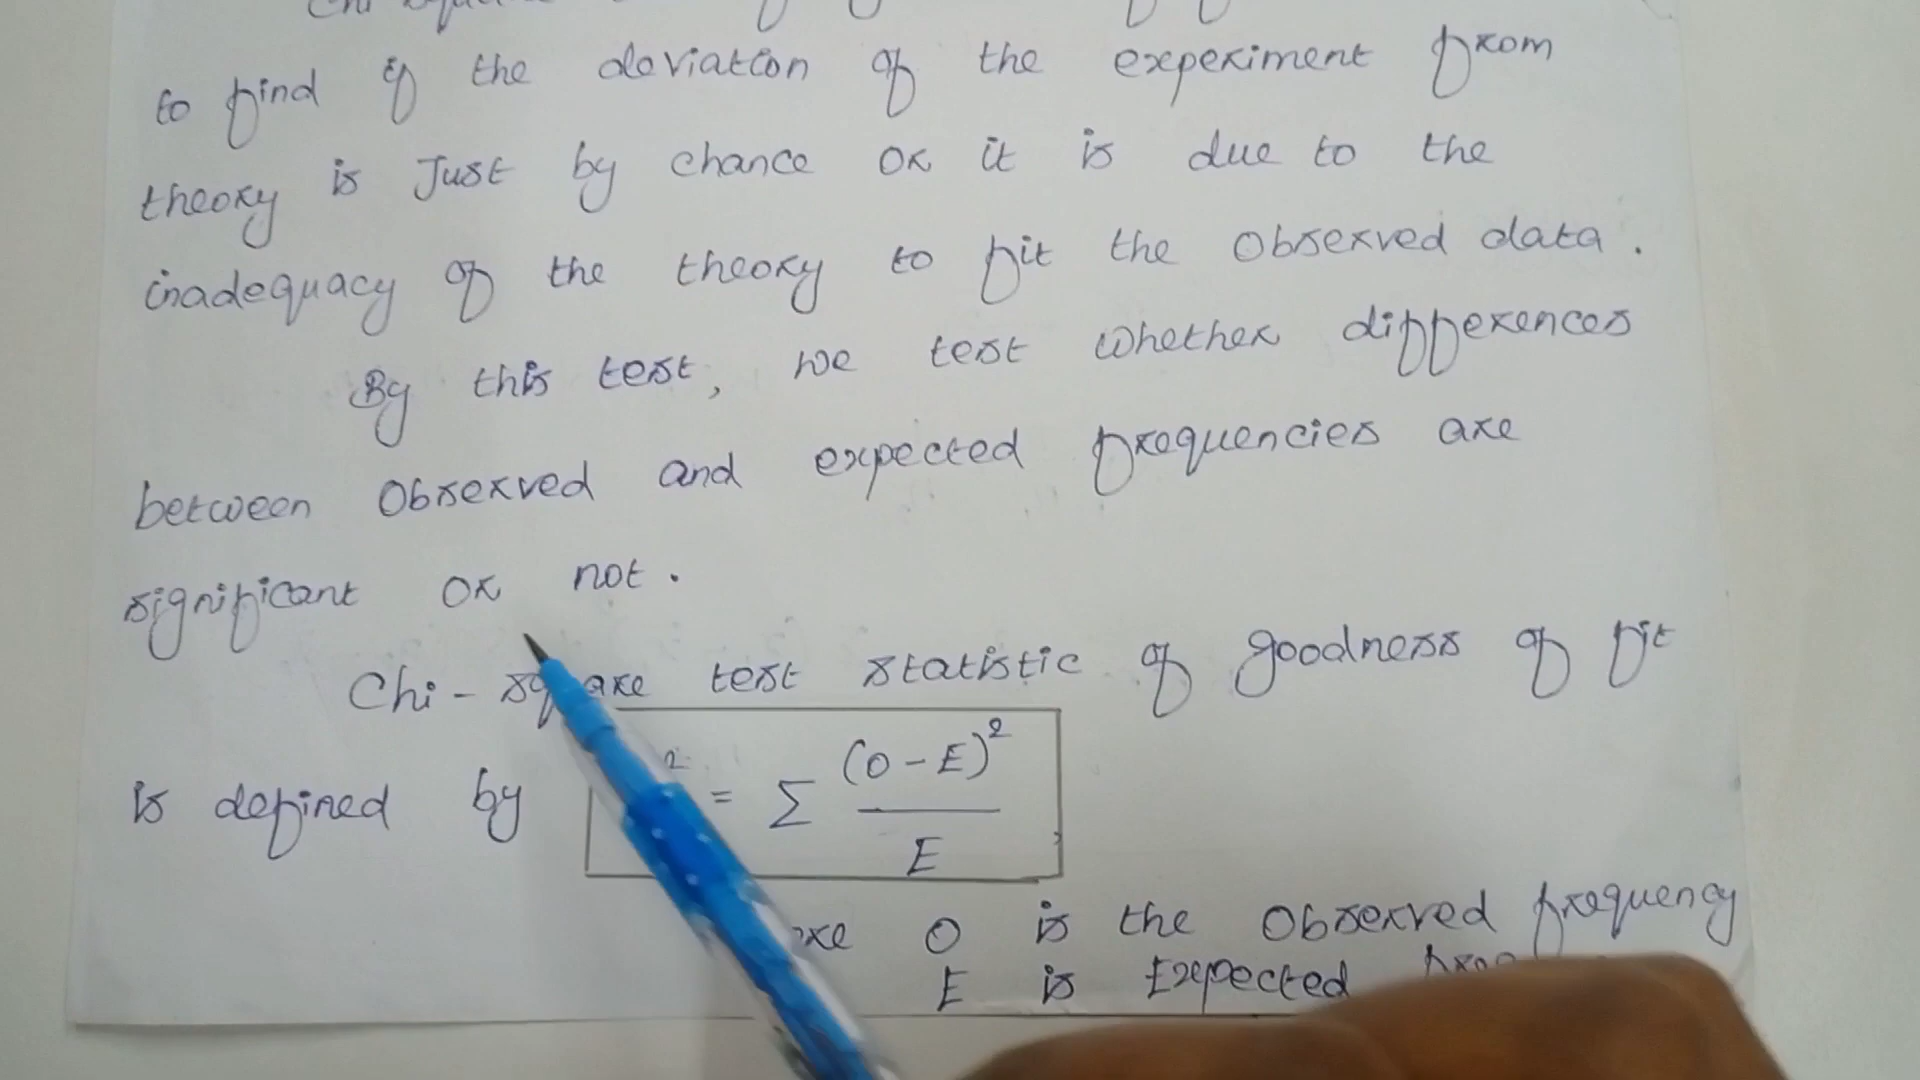 to find if the deviation of the experiment from
theory is Just by chance or it is due to the
inadequacy of the theory to fit the Observed data.
By this test, we test whether differences
between Observed and expected frequencies are
significant or not.
Chi-square test statistic of goodness of fit
is defined by ² = Σ (O-E)² / E
O is the Observed frequency
E is Expected